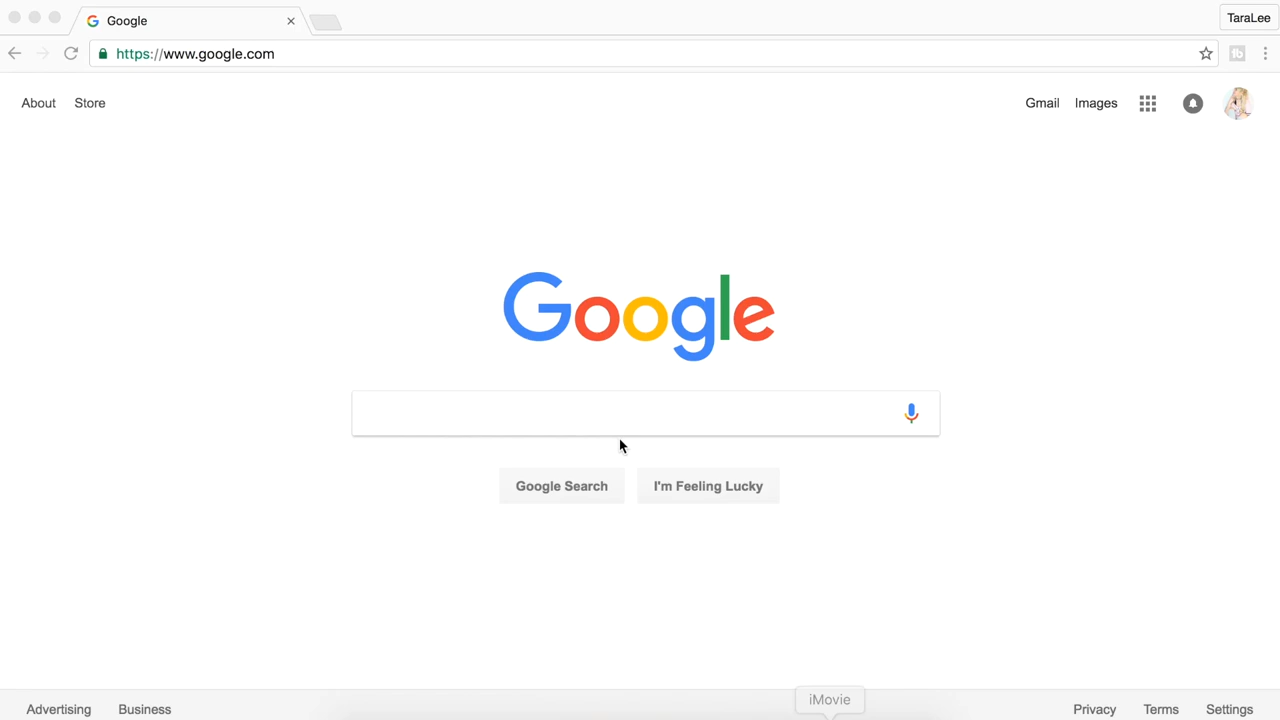 Google
TaraLee
https://www.google.com
tb
About Store
Gmail Images
Google
Google Search I'm Feeling Lucky
iMovie
Advertising Business
Privacy Terms Settings